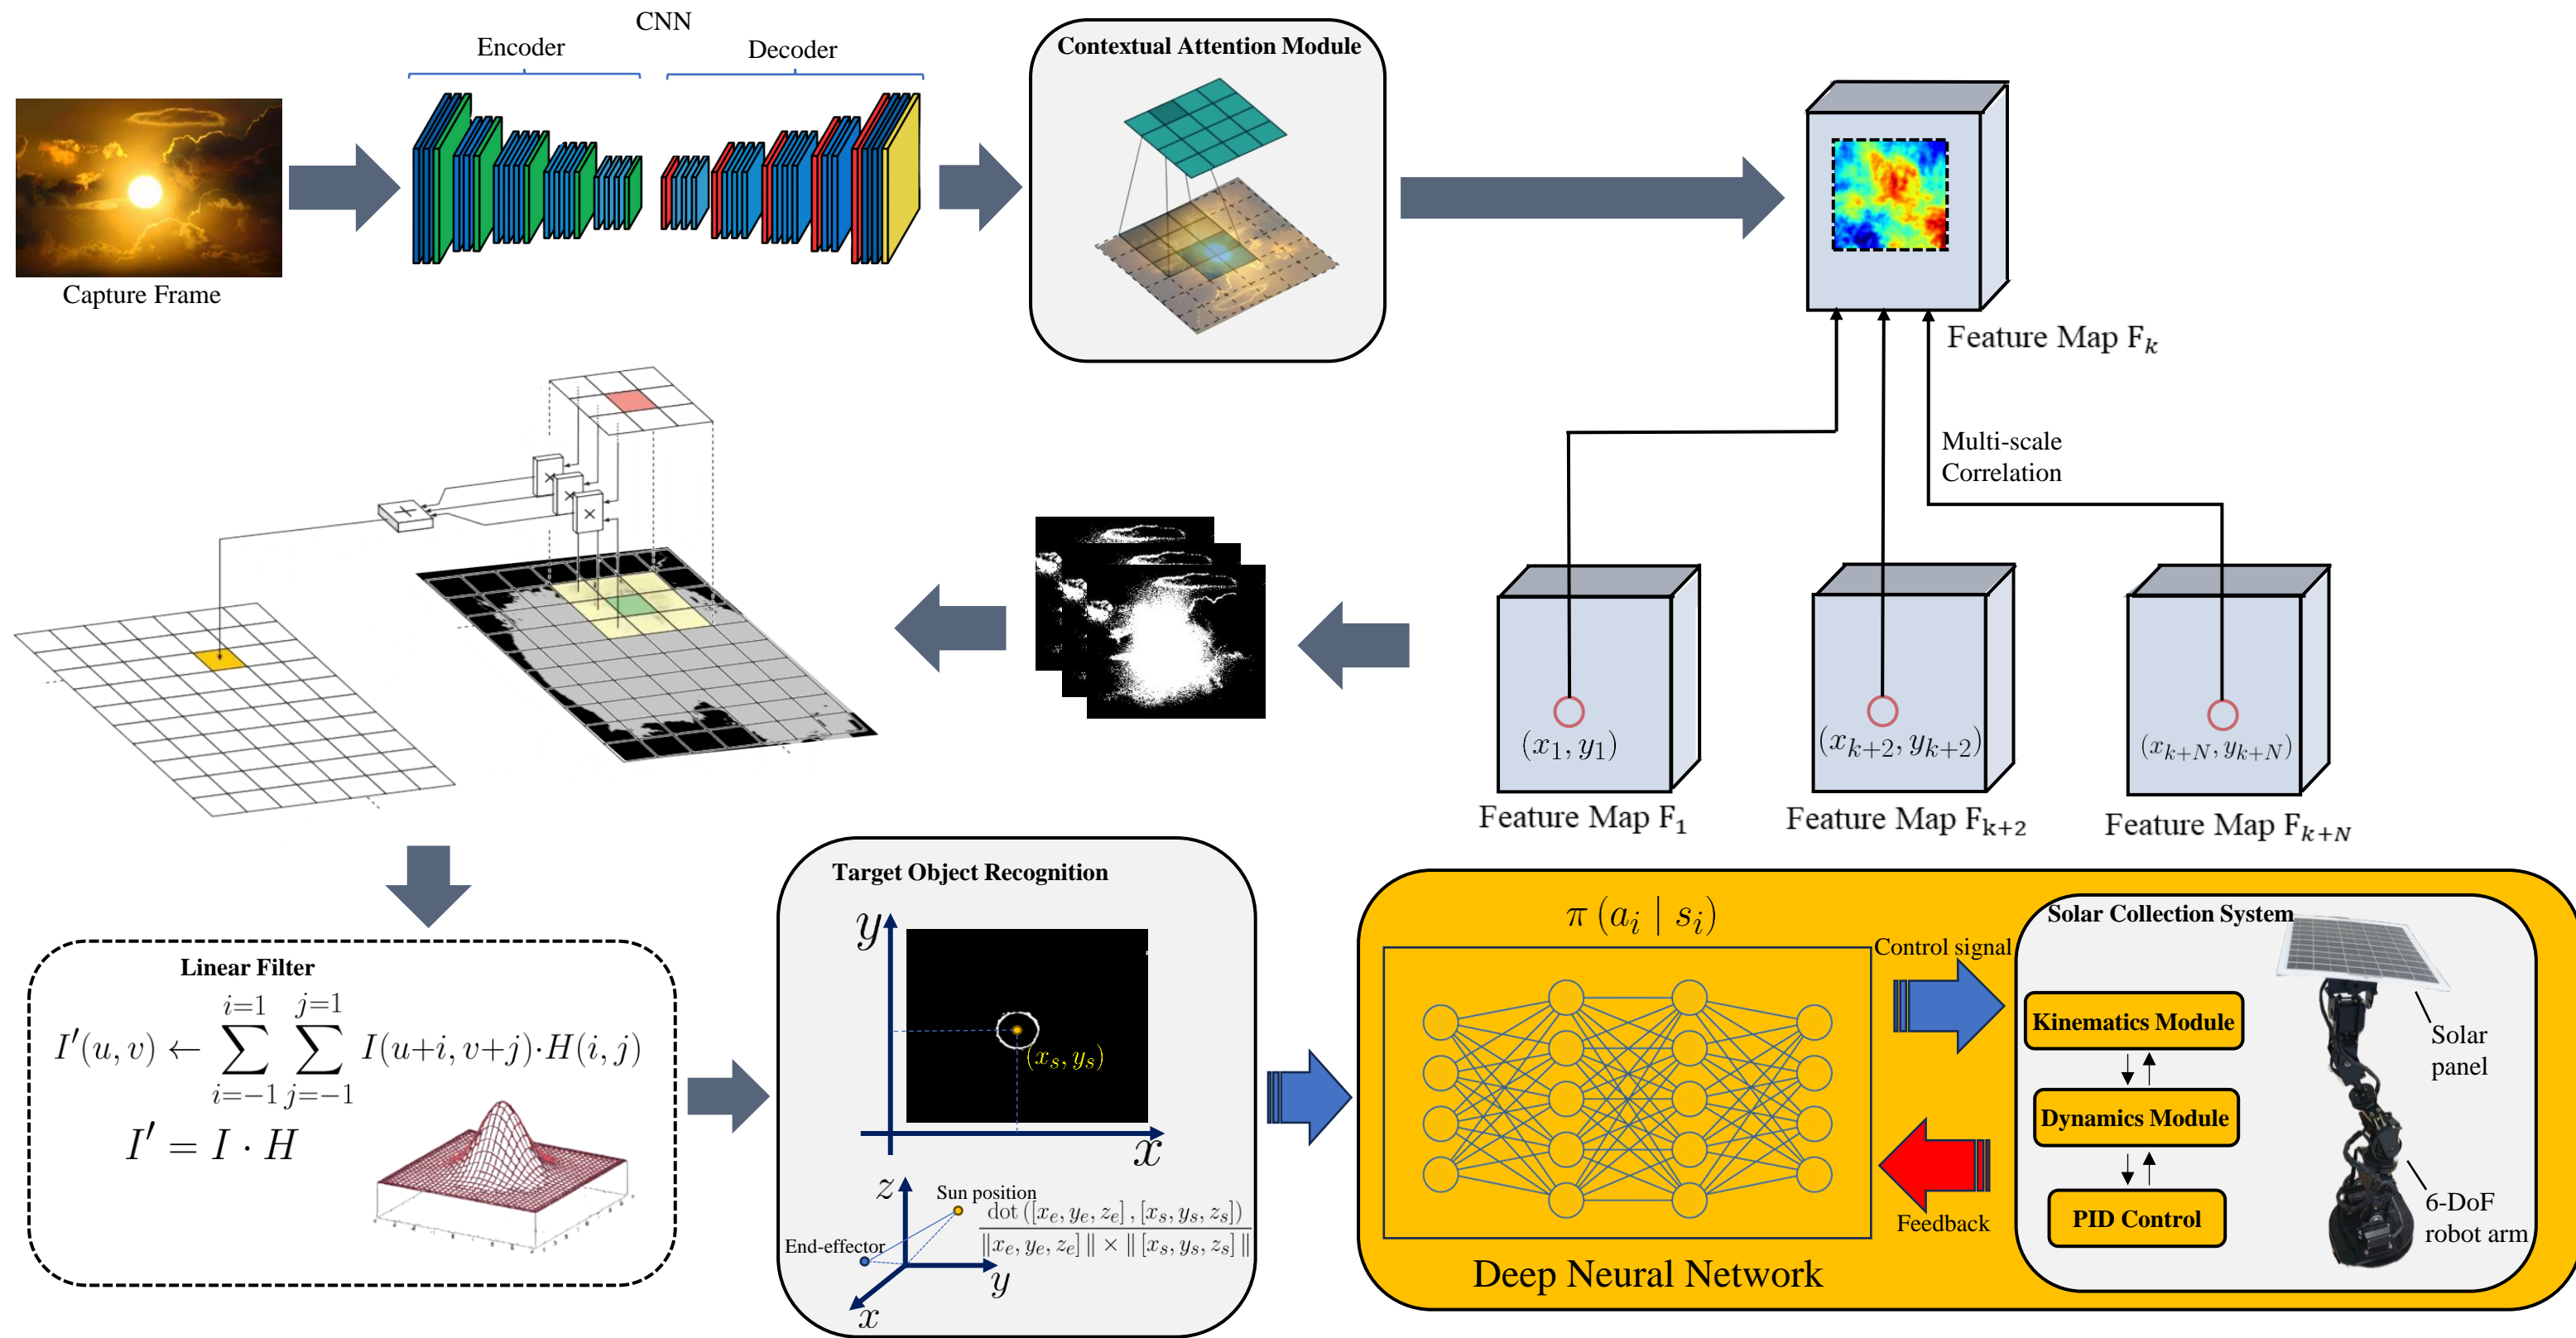 CNN
Encoder
Decoder
Capture Frame
Contextual Attention Module
Feature Map F_k
Multi-scale
Correlation
×
×
×
+
(x_1, y_1)
(x_{k+2}, y_{k+2})
(x_{k+N}, y_{k+N})
Feature Map F_1
Feature Map F_{k+2}
Feature Map F_{k+N}
Linear Filter
I'(u, v) ← \sum_{i=-1}^{i=1} \sum_{j=-1}^{j=1} I(u+i, v+j)·H(i, j)
I' = I · H
Target Object Recognition
y
(x_s, y_s)
x
z
Sun position
End-effector
y
x
dot ([x_e, y_e, z_e], [x_s, y_s, z_s])
‖x_e, y_e, z_e]‖ × ‖[x_s, y_s, z_s]‖
π (a_i | s_i)
Deep Neural Network
Control signal
Feedback
Solar Collection System
Kinematics Module
Dynamics Module
PID Control
Solar
panel
6-DoF
robot arm